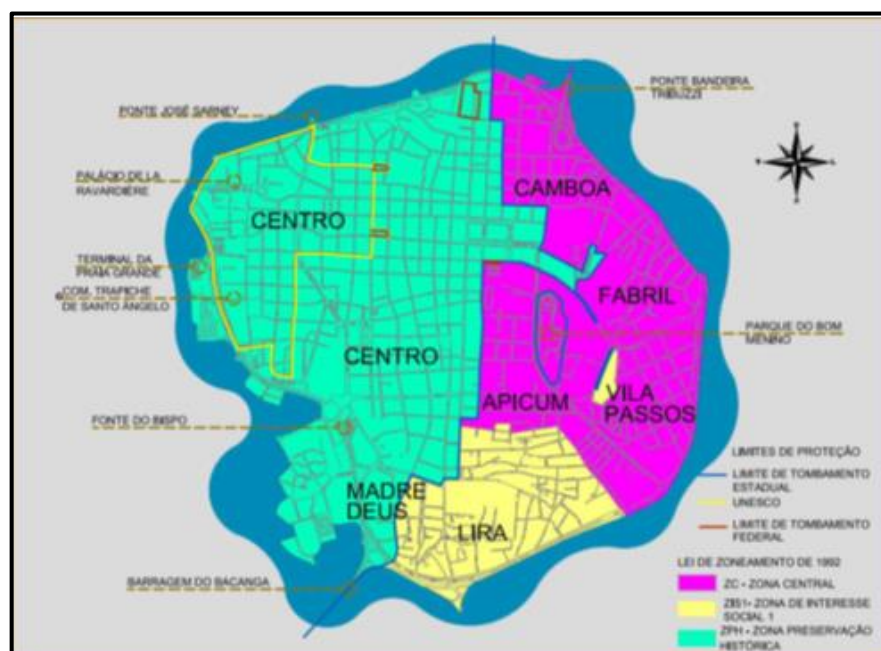 PONTE JOSÉ SARNEY
PONTE BANDEIRA
TRIBUZZI
PALÁCIO DE LA
RAVARDIÈRE
CAMBOA
CENTRO
TERMINAL DA
PRAIA GRANDE
COM. TRAPICHE
DE SANTO ÂNGELO
FABRIL
PARQUE DO BOM
MENINO
CENTRO
APICUM
VILA
PASSOS
FONTE DO BISPO
MADRE
DEUS
LIRA
BARRAGEM DO BACANGA
LIMITES DE PROTEÇÃO
LIMITE DE TOMBAMENTO
ESTADUAL
UNESCO
LIMITE DE TOMBAMENTO
FEDERAL
LEI DE ZONEAMENTO DE 1992
ZC - ZONA CENTRAL
ZIS1- ZONA DE INTERESSE
SOCIAL 1
ZPH - ZONA PRESERVAÇÃO
HISTÓRICA